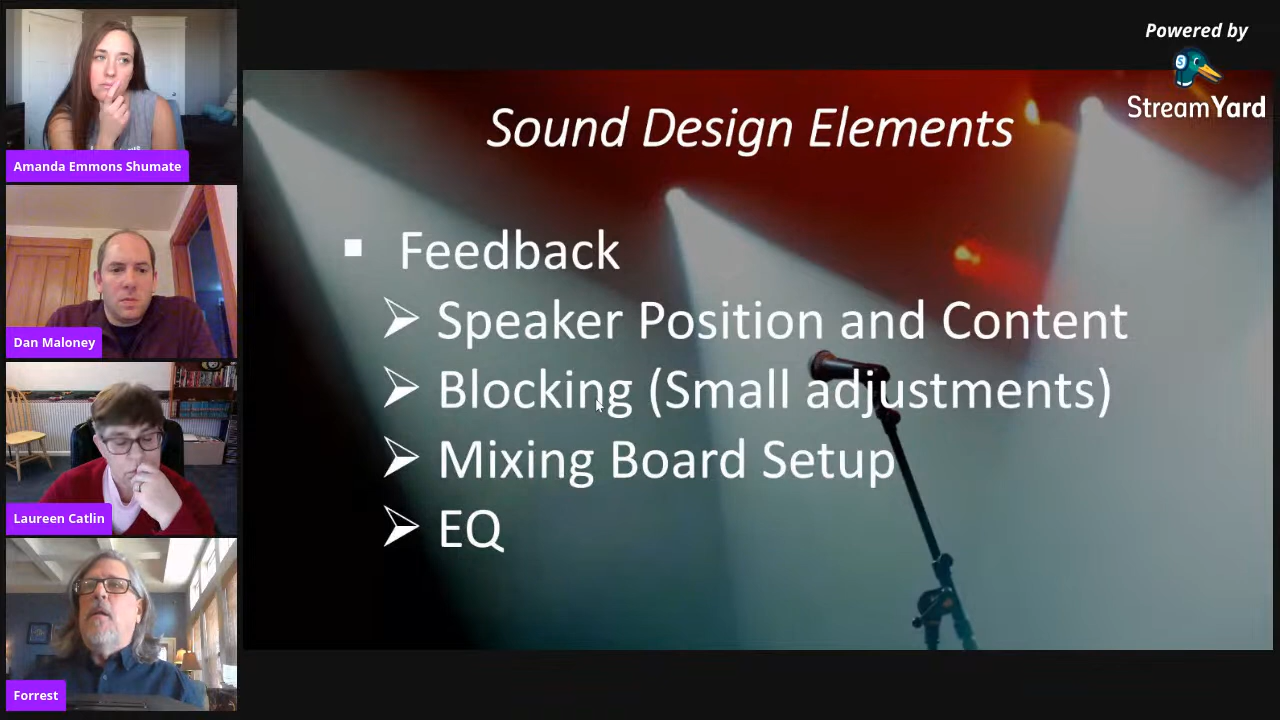 Powered by
StreamYard
Sound Design Elements
Feedback
Speaker Position and Content
Blocking (Small adjustments)
Mixing Board Setup
EQ
Amanda Emmons Shumate
Dan Maloney
Laureen Catlin
Forrest